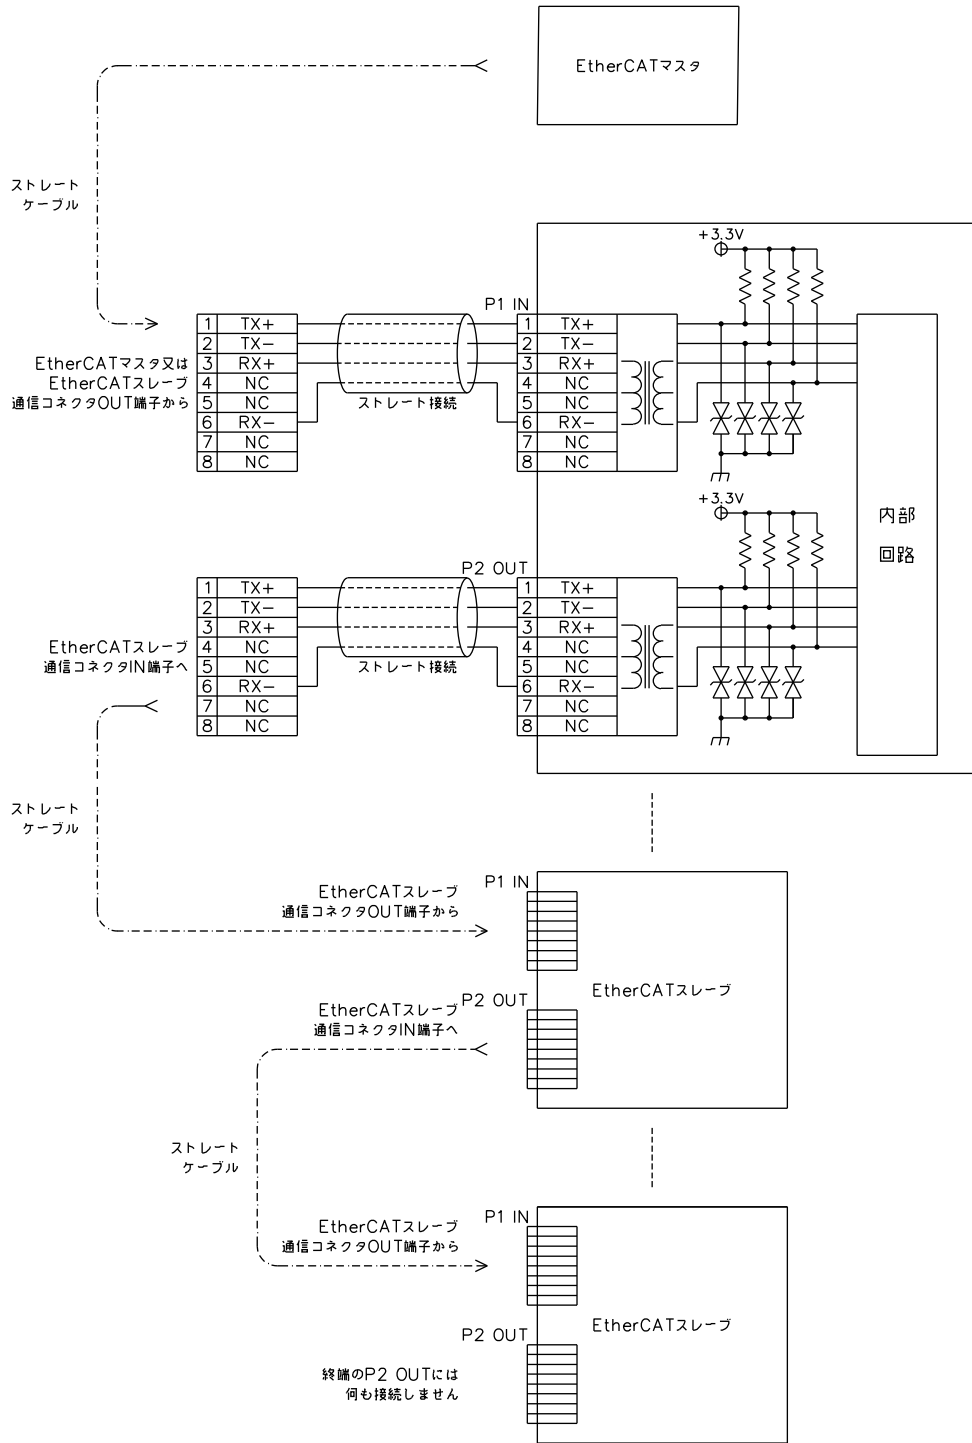 EtherCATマスタ
ストレート
ケーブル
+3.3V
P1 IN
1 TX+
2 TX-
3 RX+
4 NC
5 NC
6 RX-
7 NC
8 NC
EtherCATマスタ又は
EtherCATスレーブ
通信コネクタOUT端子から
ストレート接続
1 TX+
2 TX-
3 RX+
4 NC
5 NC
6 RX-
7 NC
8 NC
+3.3V
内部
回路
P2 OUT
1 TX+
2 TX-
3 RX+
4 NC
5 NC
6 RX-
7 NC
8 NC
EtherCATスレーブ
通信コネクタIN端子へ
ストレート接続
1 TX+
2 TX-
3 RX+
4 NC
5 NC
6 RX-
7 NC
8 NC
ストレート
ケーブル
P1 IN
EtherCATスレーブ
通信コネクタOUT端子から
EtherCATスレーブ
P2 OUT
EtherCATスレーブ
通信コネクタIN端子へ
ストレート
ケーブル
P1 IN
EtherCATスレーブ
通信コネクタOUT端子から
EtherCATスレーブ
P2 OUT
終端のP2 OUTには
何も接続しません